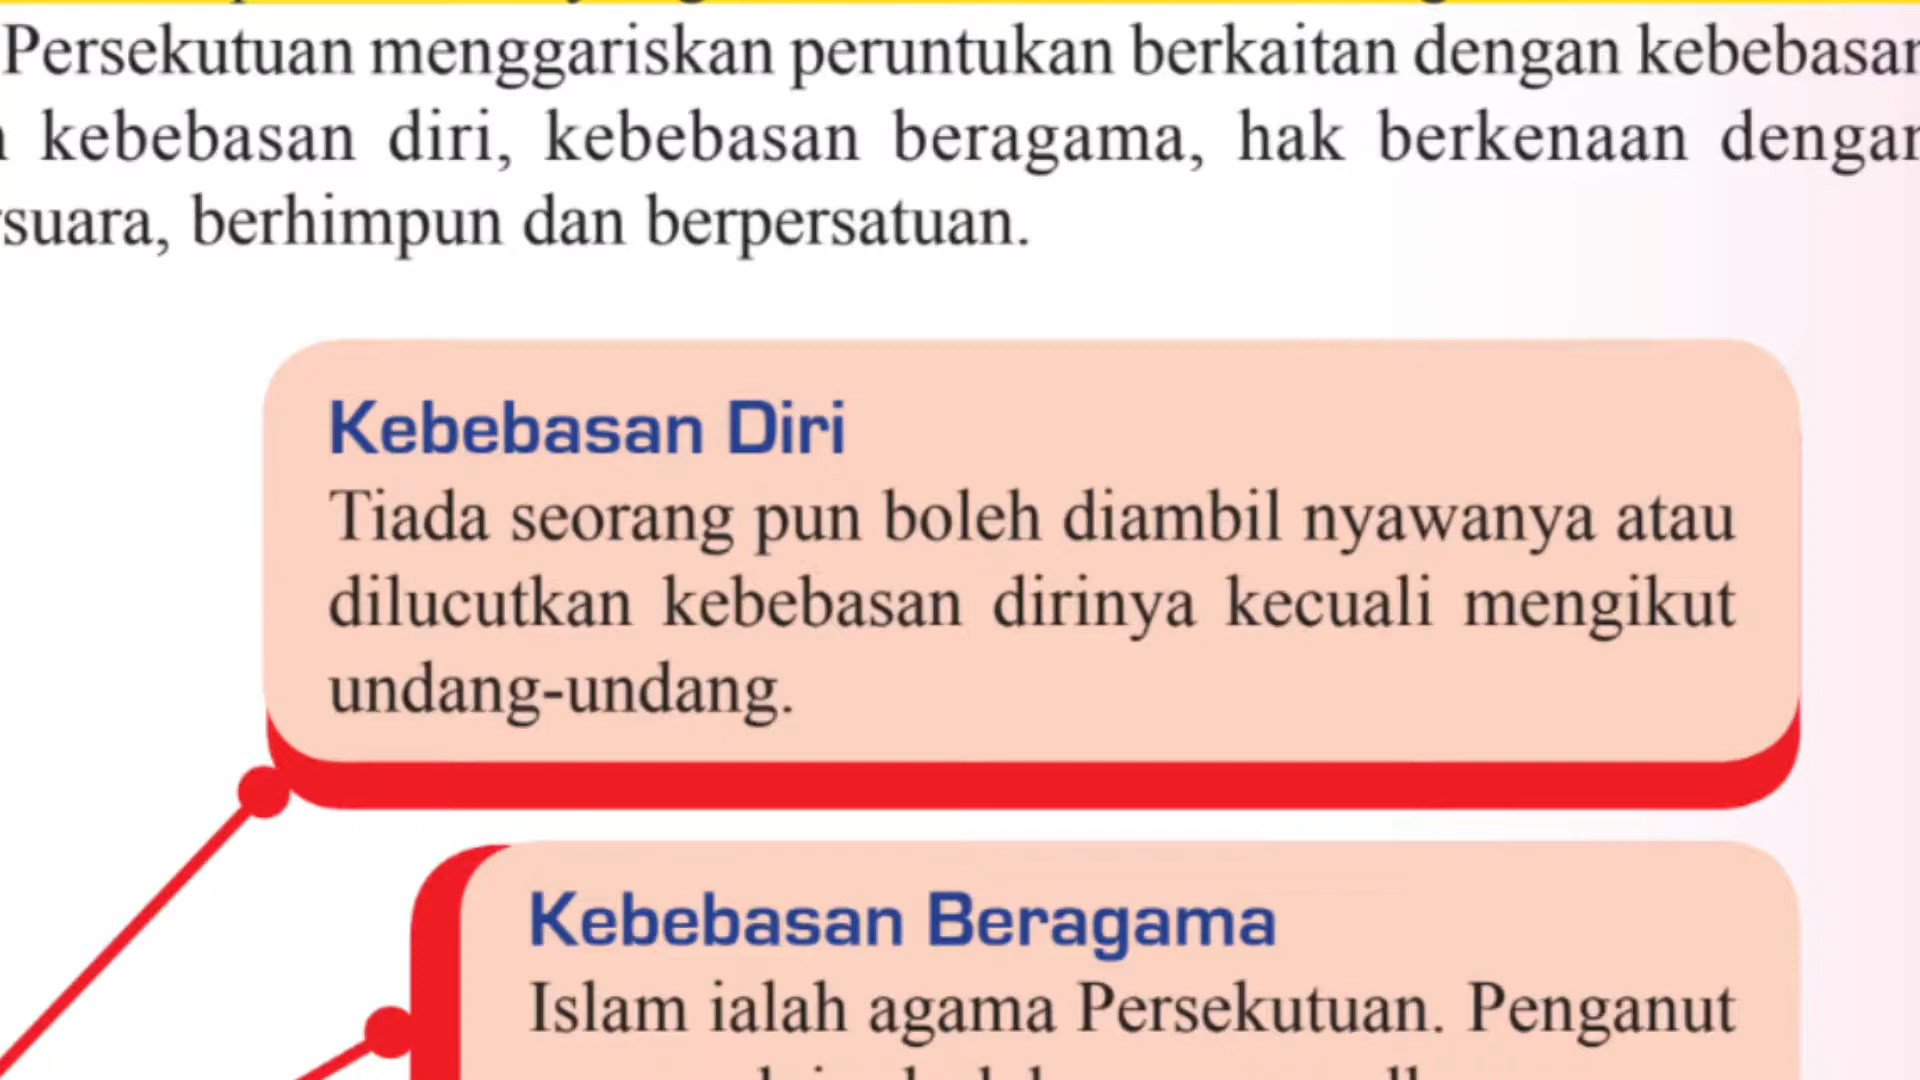 Persekutuan menggariskan peruntukan berkaitan dengan kebebasan
kebebasan diri, kebebasan beragama, hak berkenaan dengan
suara, berhimpun dan berpersatuan.
Kebebasan Diri
Tiada seorang pun boleh diambil nyawanya atau
dilucutkan kebebasan dirinya kecuali mengikut
undang-undang.
Kebebasan Beragama
Islam ialah agama Persekutuan. Penganut